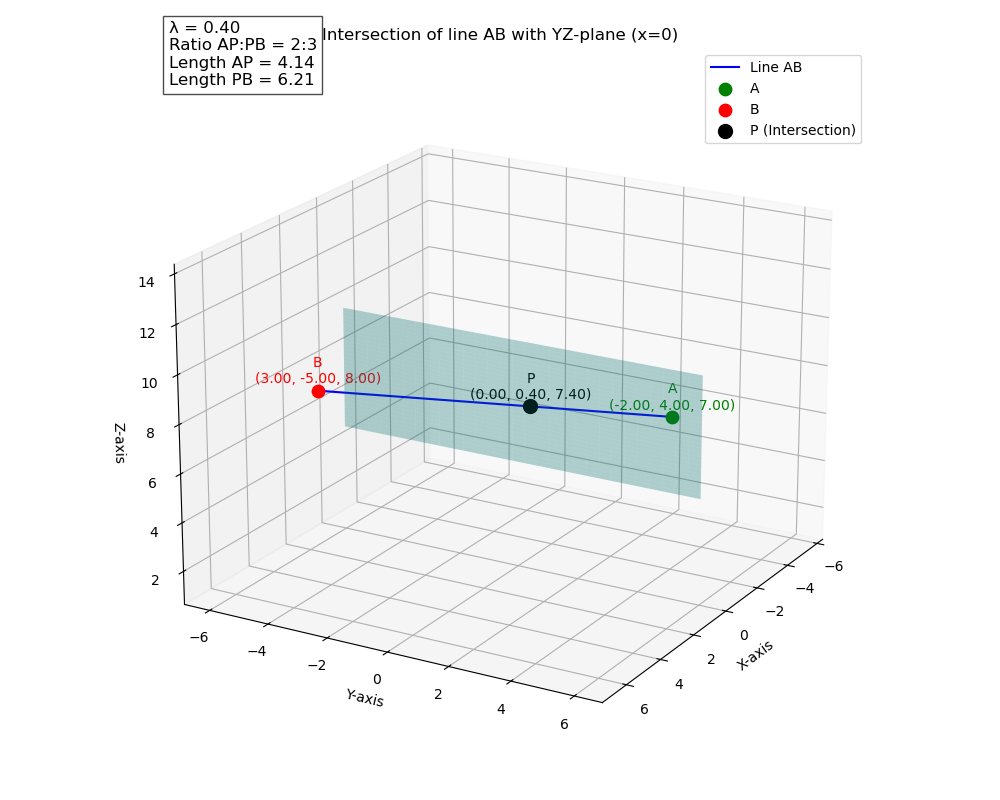 λ = 0.40
Ratio AP:PB = 2:3
Length AP = 4.14
Length PB = 6.21
Intersection of line AB with YZ-plane (x=0)
Line AB
A
B
P (Intersection)
B
(3.00, -5.00, 8.00)
P
(0.00, 0.40, 7.40)
A
(-2.00, 4.00, 7.00)
14
12
10
8
6
4
2
Z-axis
−6
−4
−2
0
2
4
6
Y-axis
−6
−4
−2
0
2
4
6
X-axis